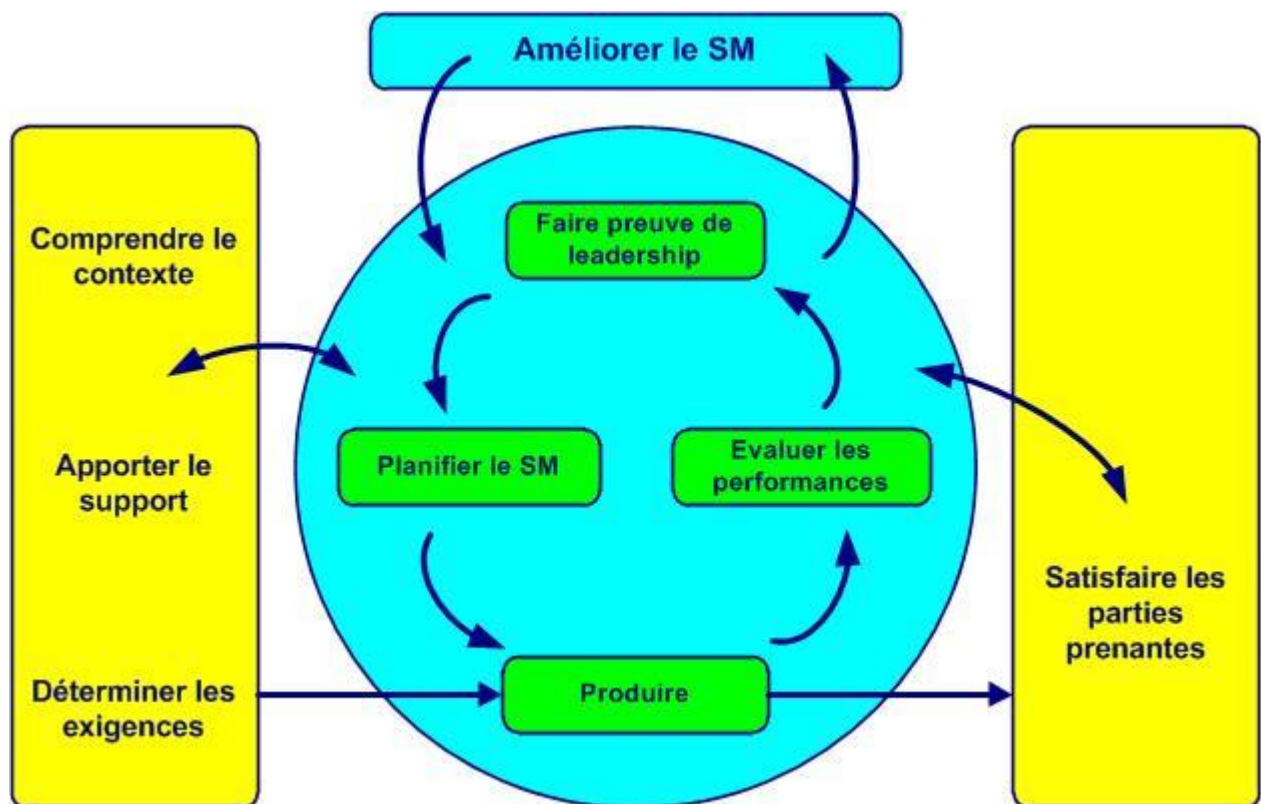 Améliorer le SM
Comprendre le
contexte
Apporter le
support
Déterminer les
exigences
Faire preuve de
leadership
Planifier le SM
Evaluer les
performances
Produire
Satisfaire les
parties
prenantes